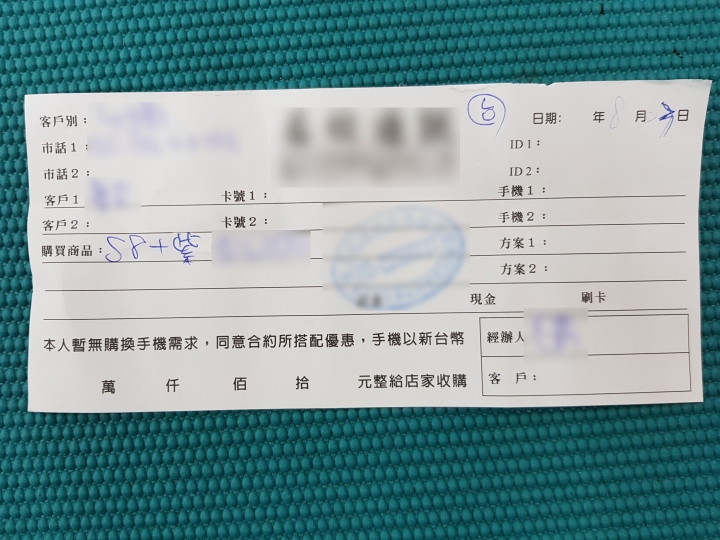 客戶別：
台
日期： 年 8 月 日
市話1：
ID1：
市話2：
ID2：
客戶1
卡號1：
手機1：
客戶2：
卡號2：
手機2：
購買商品：S8+
方案1：
方案2：
現金 刷卡
本人暫無購換手機需求，同意合約所搭配優惠，手機以新台幣
萬 仟 佰 拾 元整給店家收購
經辦人
客 戶：